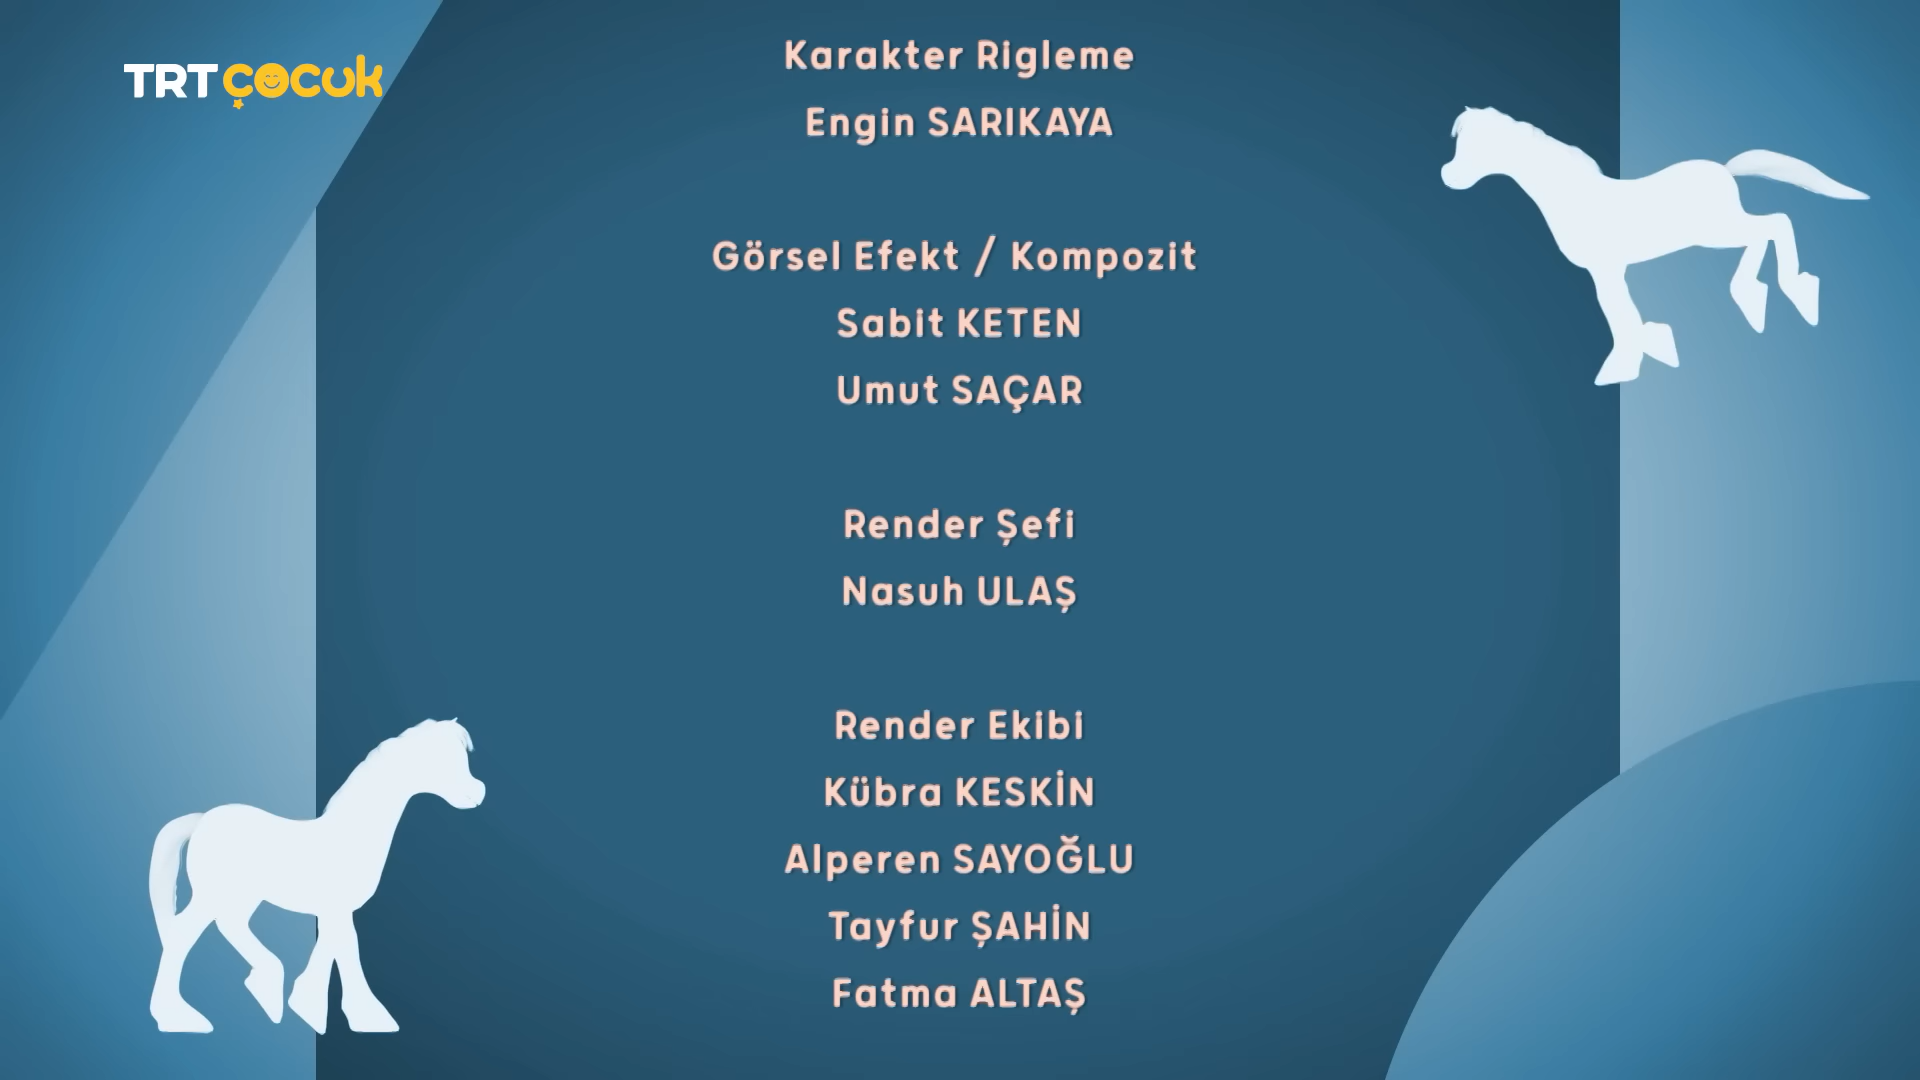 TRT çocuk
Karakter Rigleme
Engin SARIKAYA
Görsel Efekt / Kompozit
Sabit KETEN
Umut SAÇAR
Render Şefi
Nasuh ULAŞ
Render Ekibi
Kübra KESKİN
Alperen SAYOĞLU
Tayfur ŞAHİN
Fatma ALTAŞ